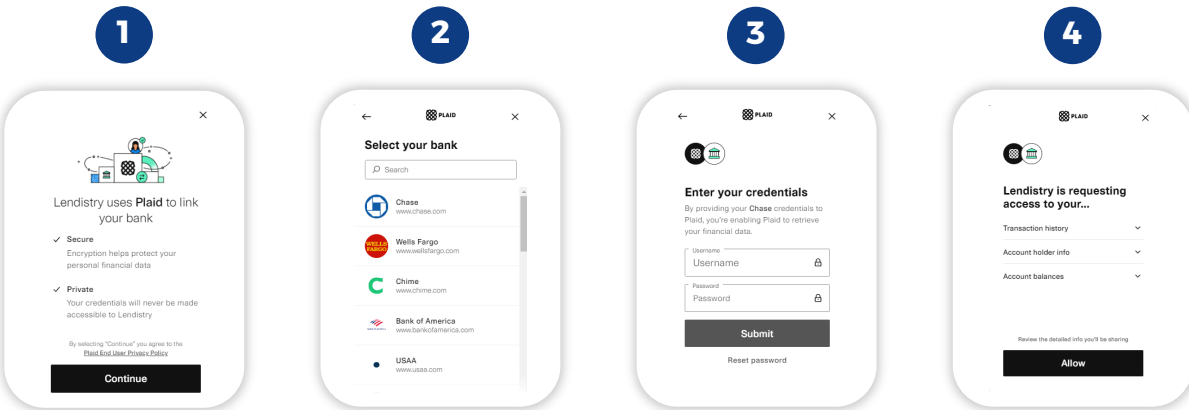 1
Lendistry uses Plaid to link
your bank
Secure
Encryption helps protect your
personal financial data
Private
Your credentials will never be made
accessible to Lendistry
By selecting "Continue" you agree to the
Plaid End User Privacy Policy
Continue
2
PLAID
Select your bank
Search
Chase
www.chase.com
WELLS
FARGO
Wells Fargo
www.wellsfargo.com
Chime
www.chime.com
Bank of America
www.bankofamerica.com
USAA
www.usaa.com
3
PLAID
Enter your credentials
By providing your Chase credentials to
Plaid, you're enabling Plaid to retrieve
your financial data.
Username
Username
Password
Password
Submit
Reset password
4
PLAID
Lendistry is requesting
access to your...
Transaction history
Account holder info
Account balances
Review the detailed info you'll be sharing
Allow